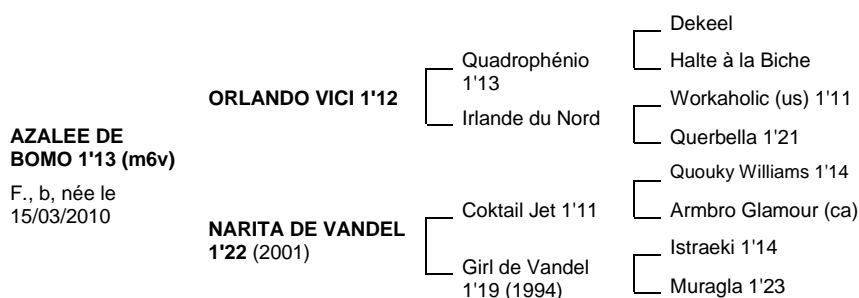 AZALEE DE
BOMO 1'13 (m6v)
F., b, née le
15/03/2010
ORLANDO VICI 1'12
NARITA DE VANDEL
1'22 (2001)
Quadrophénio
1'13
Irlande du Nord
Coktail Jet 1'11
Girl de Vandel
1'19 (1994)
Dekeel
Halte à la Biche
Workaholic (us) 1'11
Querbella 1'21
Quouky Williams 1'14
Armbro Glamour (ca)
Istraeki 1'14
Muragla 1'23